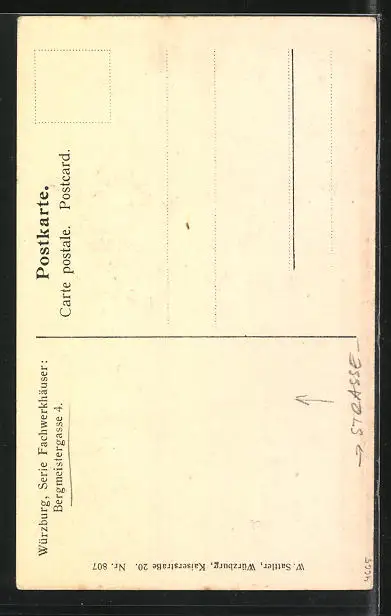 Würzburg, Serie Fachwerkhäuser:
Bergmeistergasse 4.
Postkarte.
Carte postale. Postcard.
W. Sattler, Würzburg, Kaiserstraße 20. Nr. 807
→ STRASSE